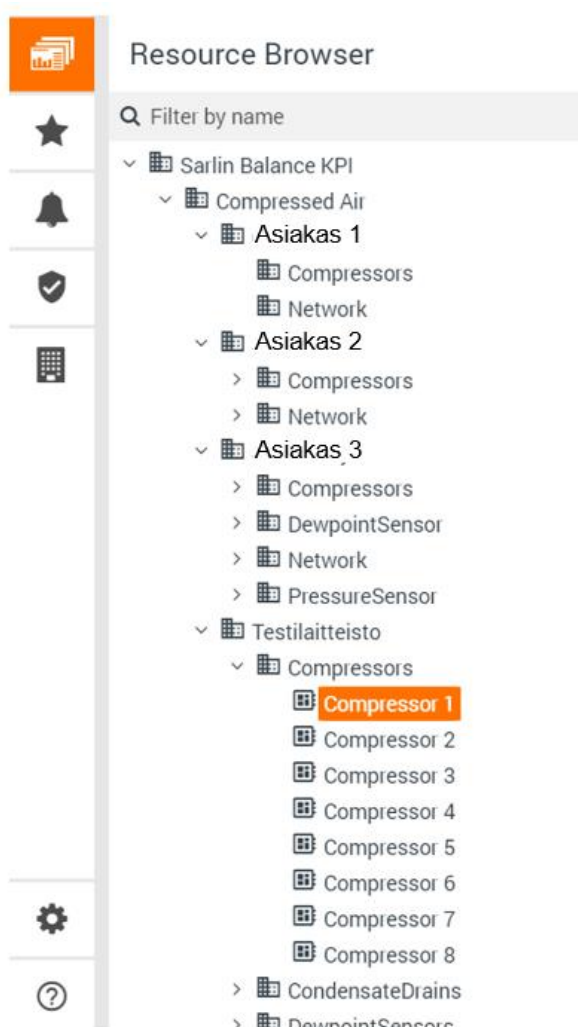 Resource Browser
Filter by name
Sarlin Balance KPI
Compressed Air
Asiakas 1
Compressors
Network
Asiakas 2
Compressors
Network
Asiakas 3
Compressors
DewpointSensor
Network
PressureSensor
Testilaitteisto
Compressors
Compressor 1
Compressor 2
Compressor 3
Compressor 4
Compressor 5
Compressor 6
Compressor 7
Compressor 8
CondensateDrains
DewpointSensors